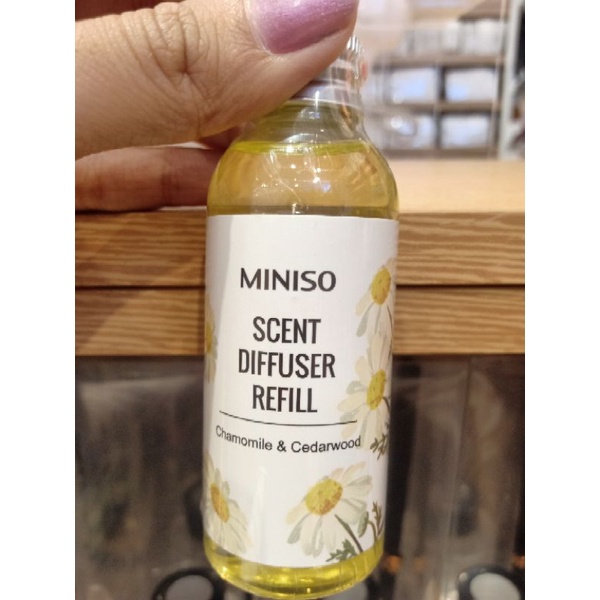 MINISO
SCENT
DIFFUSER
REFILL
Chamomile & Cedarwood